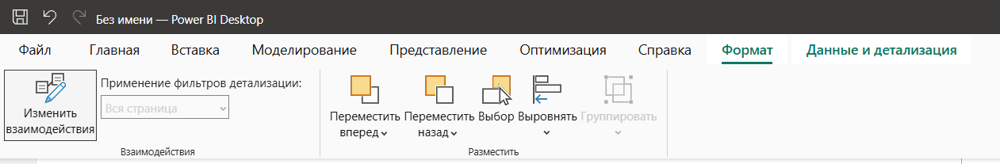 Без имени — Power BI Desktop
Файл Главная Вставка Моделирование Представление Оптимизация Справка Формат Данные и детализация
Изменить взаимодействия
Применение фильтров детализации:
Вся страница
Взаимодействия
Переместить вперед
Переместить назад
Выбор
Выровнять
Группировать
Разместить